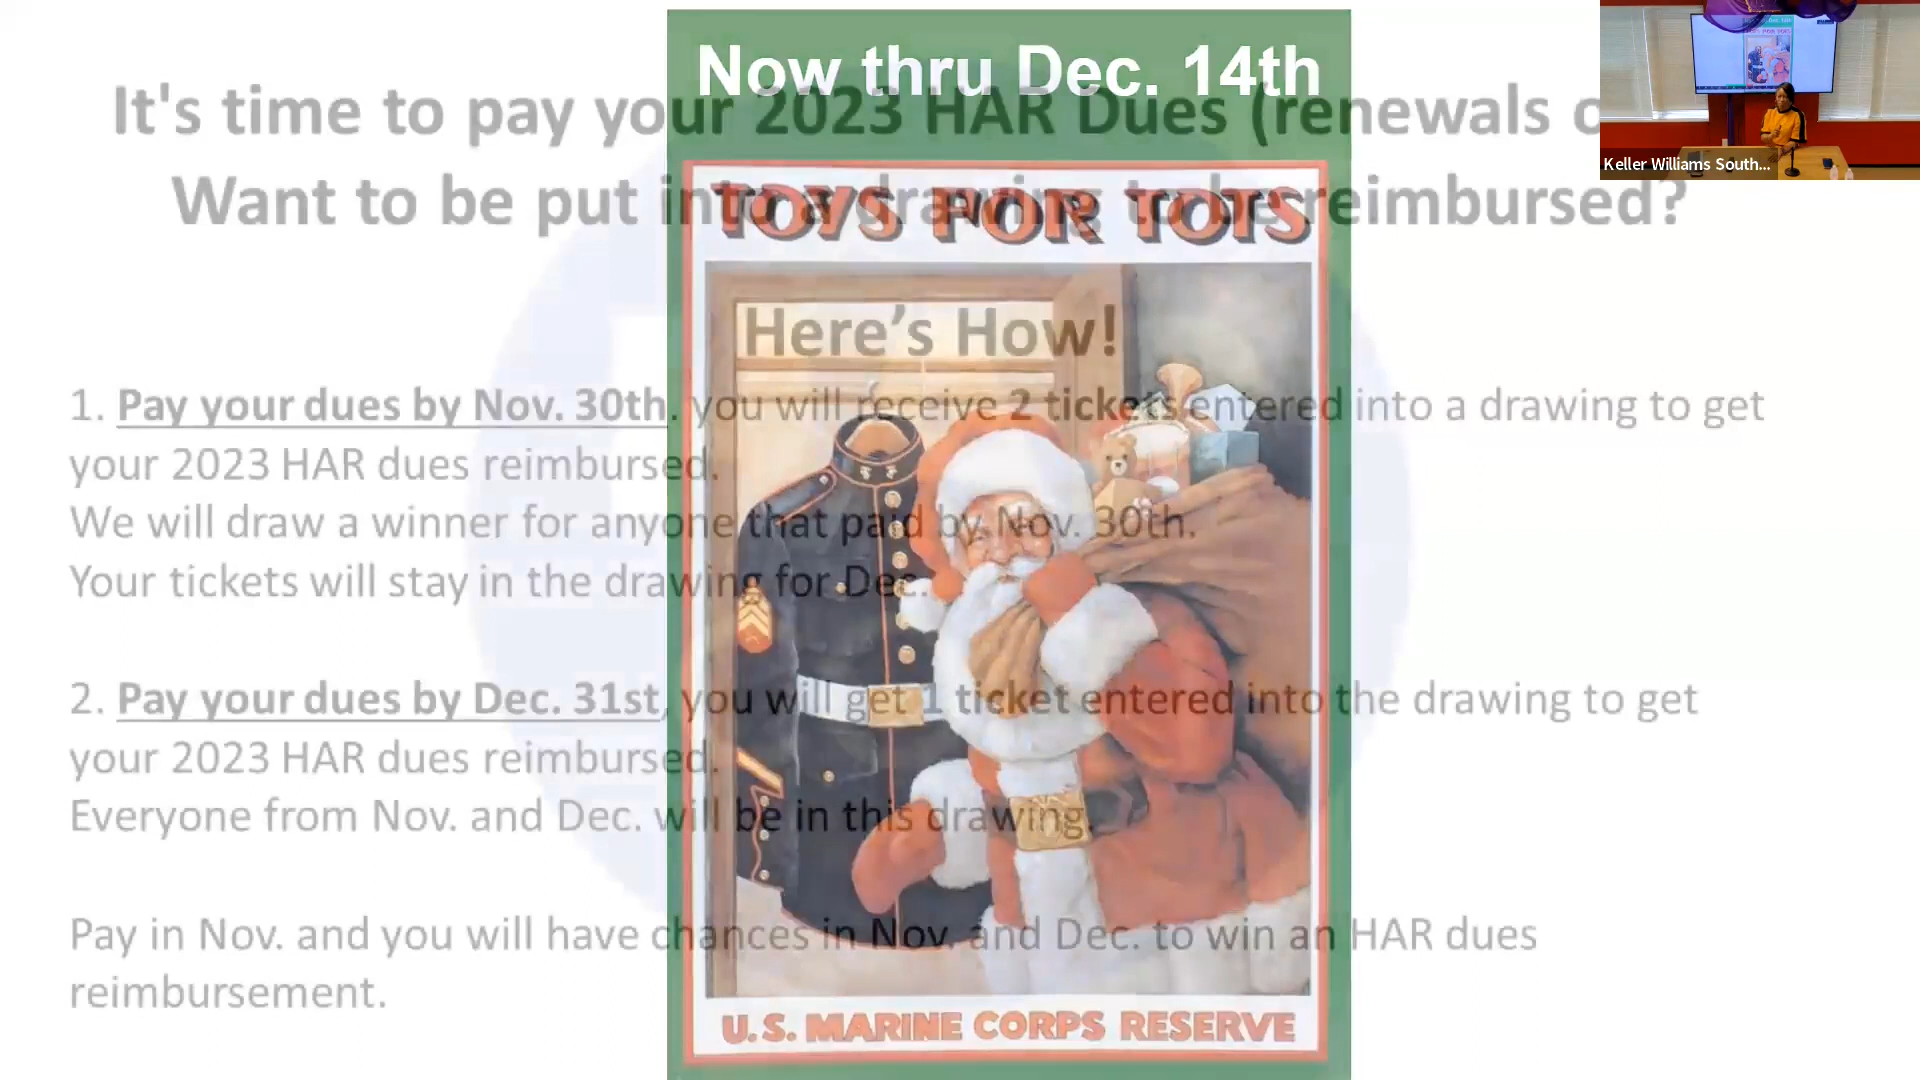 Now thru Dec. 14th
It's time to pay your 2023 HAR Dues (renewals
Want to be put into a drawing to be reimbursed?
TOYS FOR TOTS
Here's How!
1. Pay your dues by Nov. 30th. you will receive 2 tickets entered into a drawing to get
your 2023 HAR dues reimbursed.
We will draw a winner for anyone that paid by Nov. 30th.
Your tickets will stay in the drawing for Dec.
2. Pay your dues by Dec. 31st, you will get 1 ticket entered into the drawing to get
your 2023 HAR dues reimbursed.
Everyone from Nov. and Dec. will be in this drawing.
Pay in Nov. and you will have chances in Nov. and Dec. to win an HAR dues
reimbursement.
U.S. MARINE CORPS RESERVE
Keller Williams South...